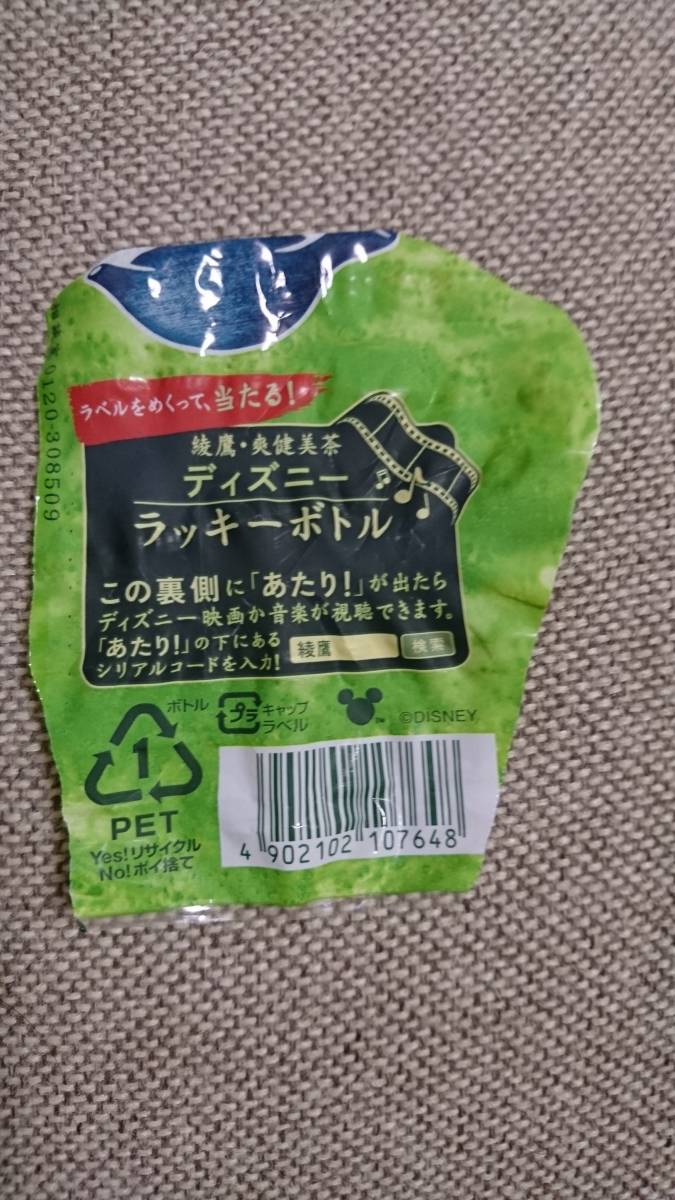 0120-308509
ラベルをめくって、当たる!
綾鷹・爽健美茶
ディズニー
ラッキーボトル
この裏側に「あたり!」が出たら
ディズニー映画か音楽が視聴できます。
「あたり!」の下にある
シリアルコードを入力!
綾鷹 検索
ボトル
プラ キャップ
ラベル
©DISNEY
1
PET
Yes!リサイクル
No!ポイ捨て
4 902102 107648